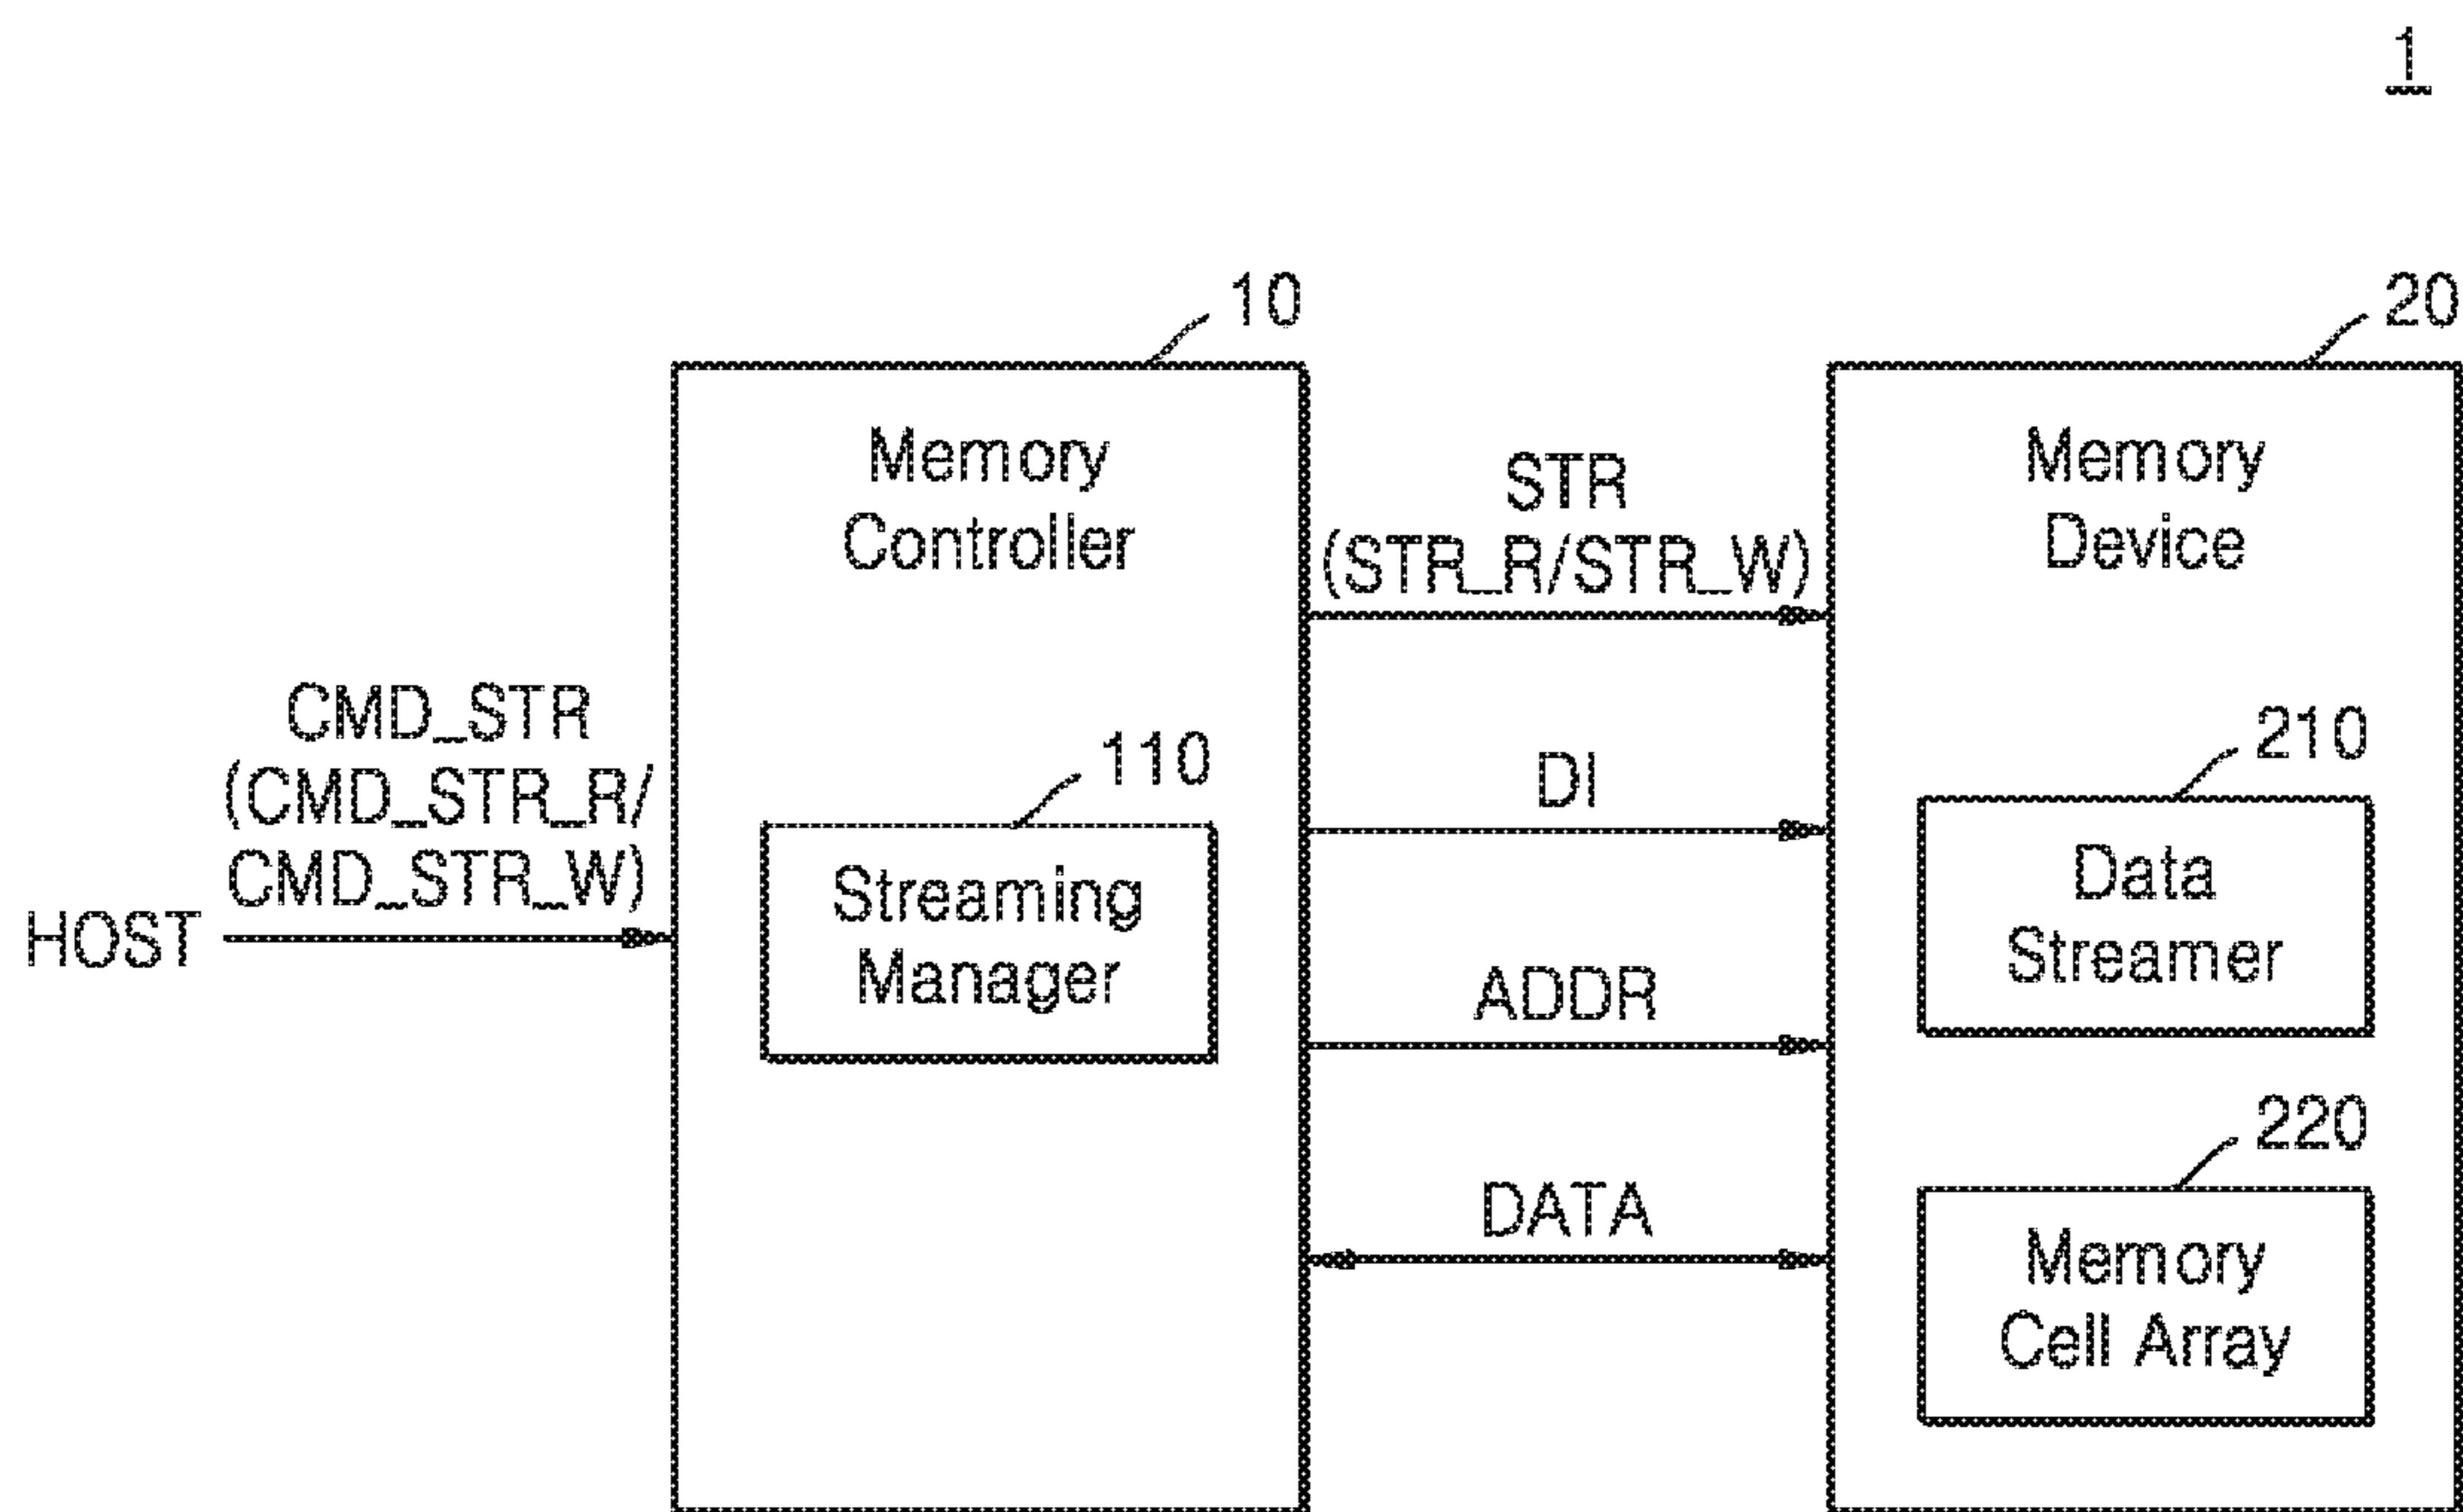 1
10
20
Memory
Controller
STR
(STR_R/STR_W)
Memory
Device
CMD_STR
(CMD_STR_R/
CMD_STR_W)
HOST
110
Streaming
Manager
DI
ADDR
DATA
210
Data
Streamer
220
Memory
Cell Array